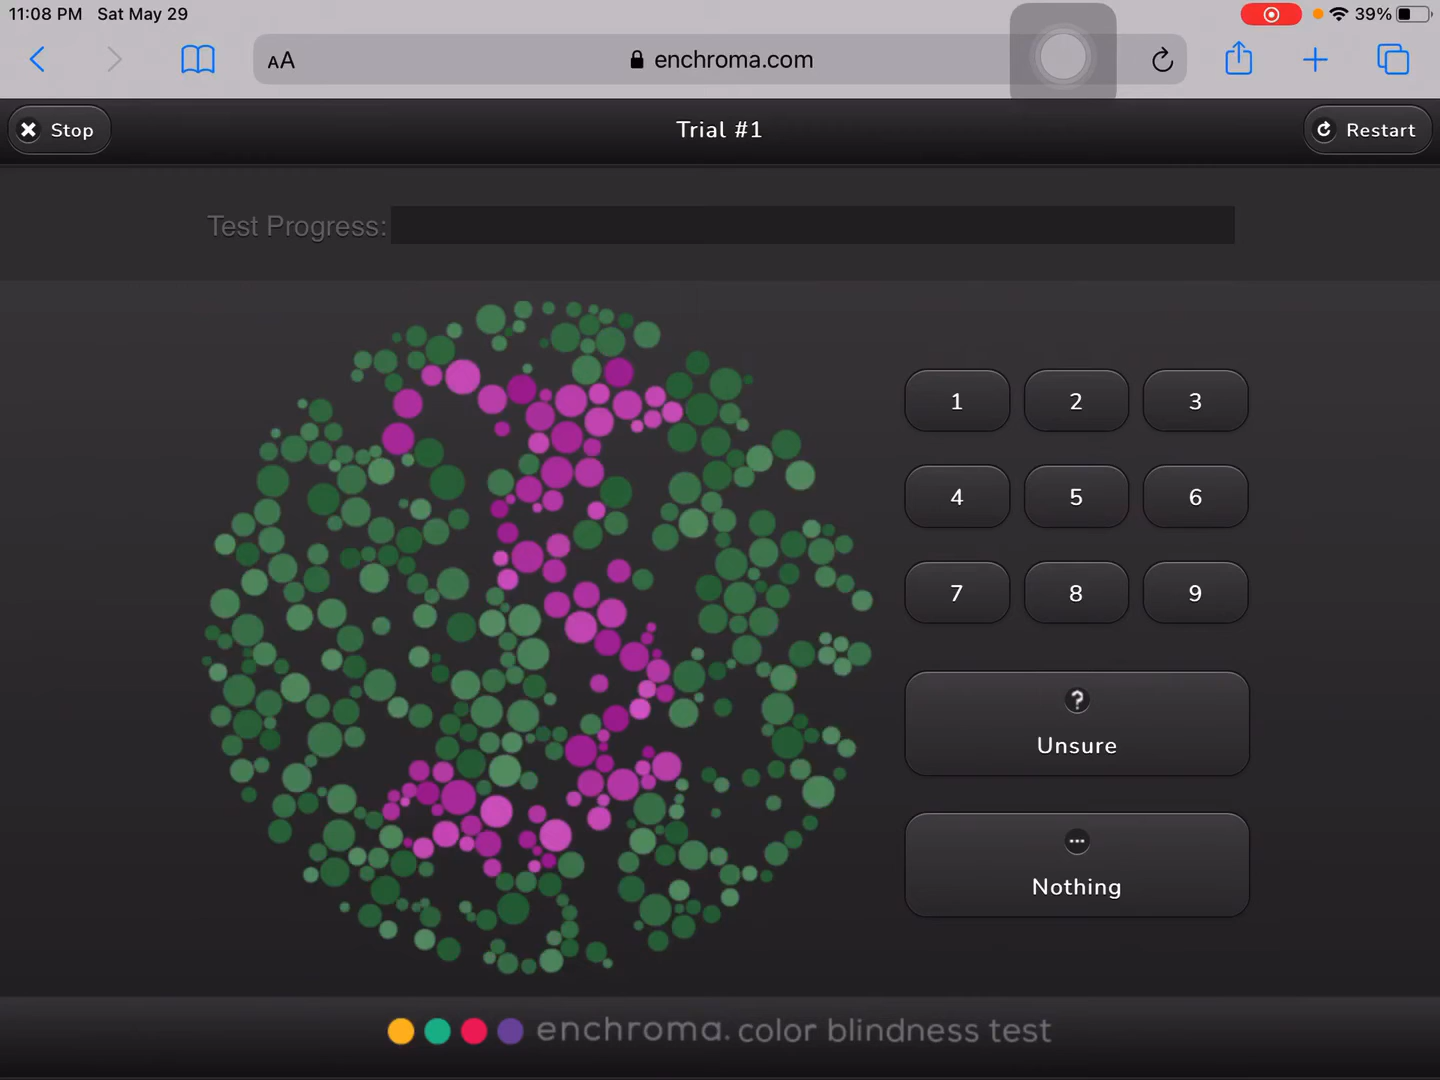 11:08 PM Sat May 29
39%
AA
enchroma.com
Stop
Trial #1
Restart
Test Progress:
3
1
2
3
4
5
6
7
8
9
?
Unsure
Nothing
enchroma. color blindness test